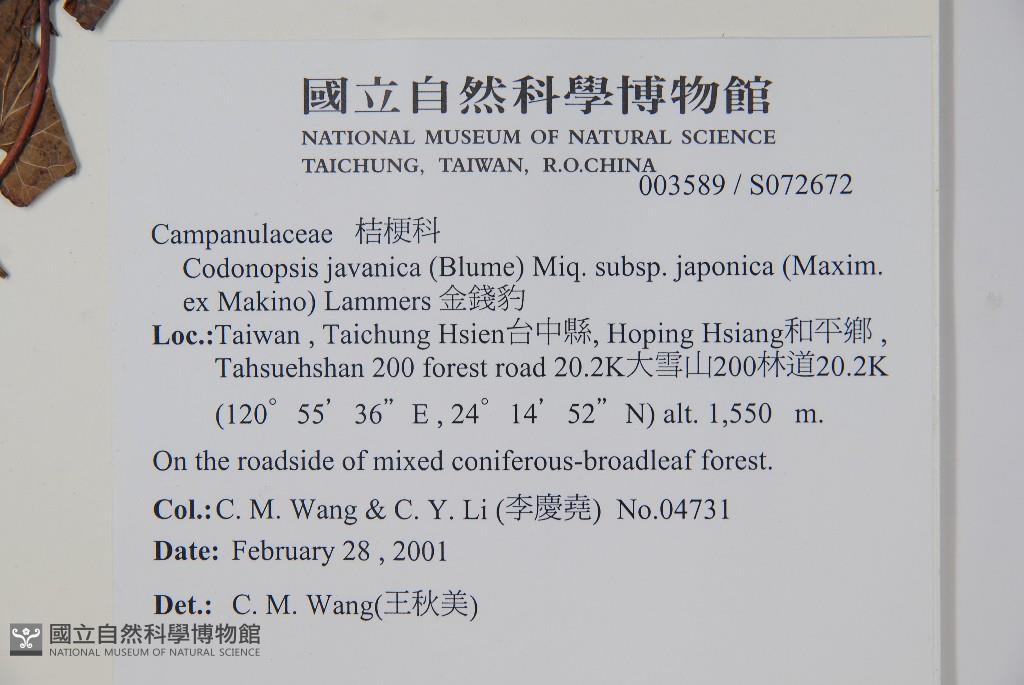 國立自然科學博物館
NATIONAL MUSEUM OF NATURAL SCIENCE
TAICHUNG, TAIWAN, R.O.CHINA
003589 / S072672
Campanulaceae 桔梗科
Codonopsis javanica (Blume) Miq. subsp. japonica (Maxim.
ex Makino) Lammers 金錢豹
Loc.:Taiwan , Taichung Hsien台中縣, Hoping Hsiang和平鄉 ,
Tahsuehshan 200 forest road 20.2K大雪山200林道20.2K
(120° 55’ 36” E , 24° 14’ 52” N) alt. 1,550 m.
On the roadside of mixed coniferous-broadleaf forest.
Col.: C. M. Wang & C. Y. Li (李慶堯) No.04731
Date: February 28 , 2001
Det.: C. M. Wang(王秋美)
國立自然科學博物館
NATIONAL MUSEUM OF NATURAL SCIENCE